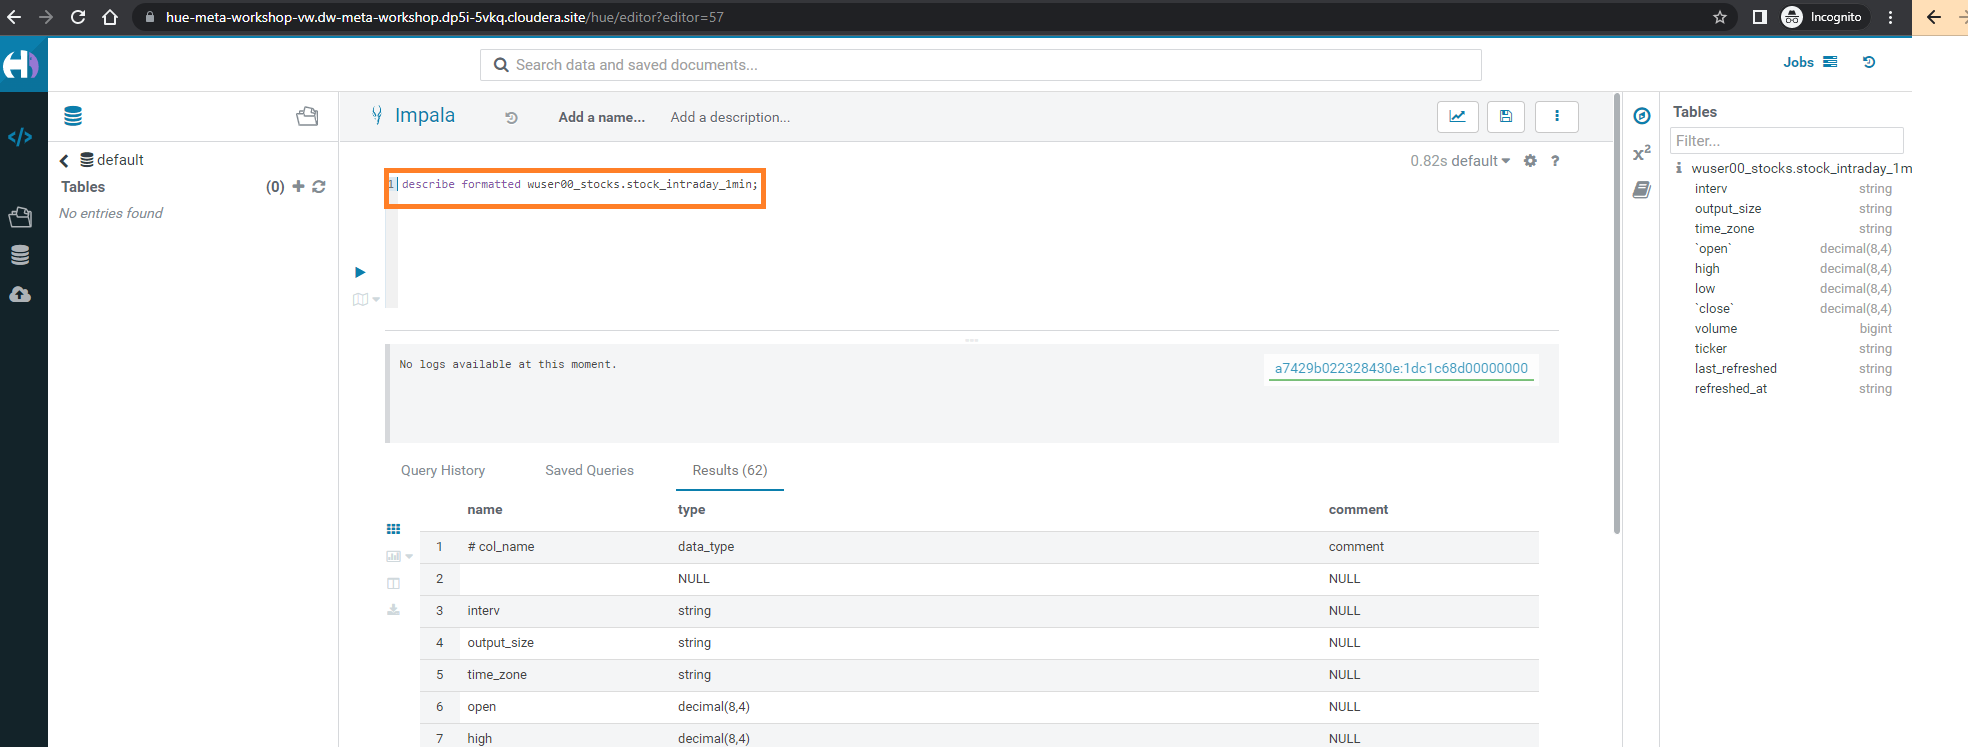 hue-meta-workshop-vw.dw-meta-workshop.dp5i-5vkq.cloudera.site/hue/editor?editor=57
Incognito
Search data and saved documents...
Jobs
default
Tables (0)
No entries found
Impala Add a name... Add a description...
0.82s default ?
1 describe formatted wuser00_stocks.stock_intraday_1min;
No logs available at this moment.
a7429b022328430e:1dc1c68d00000000
Query History Saved Queries Results (62)
name type comment
1 # col_name data_type comment
2 NULL NULL
3 interv string NULL
4 output_size string NULL
5 time_zone string NULL
6 open decimal(8,4) NULL
7 high decimal(8,4) NULL
Tables
Filter...
x²
wuser00_stocks.stock_intraday_1m
interv string
output_size string
time_zone string
`open` decimal(8,4)
high decimal(8,4)
low decimal(8,4)
`close` decimal(8,4)
volume bigint
ticker string
last_refreshed string
refreshed_at string